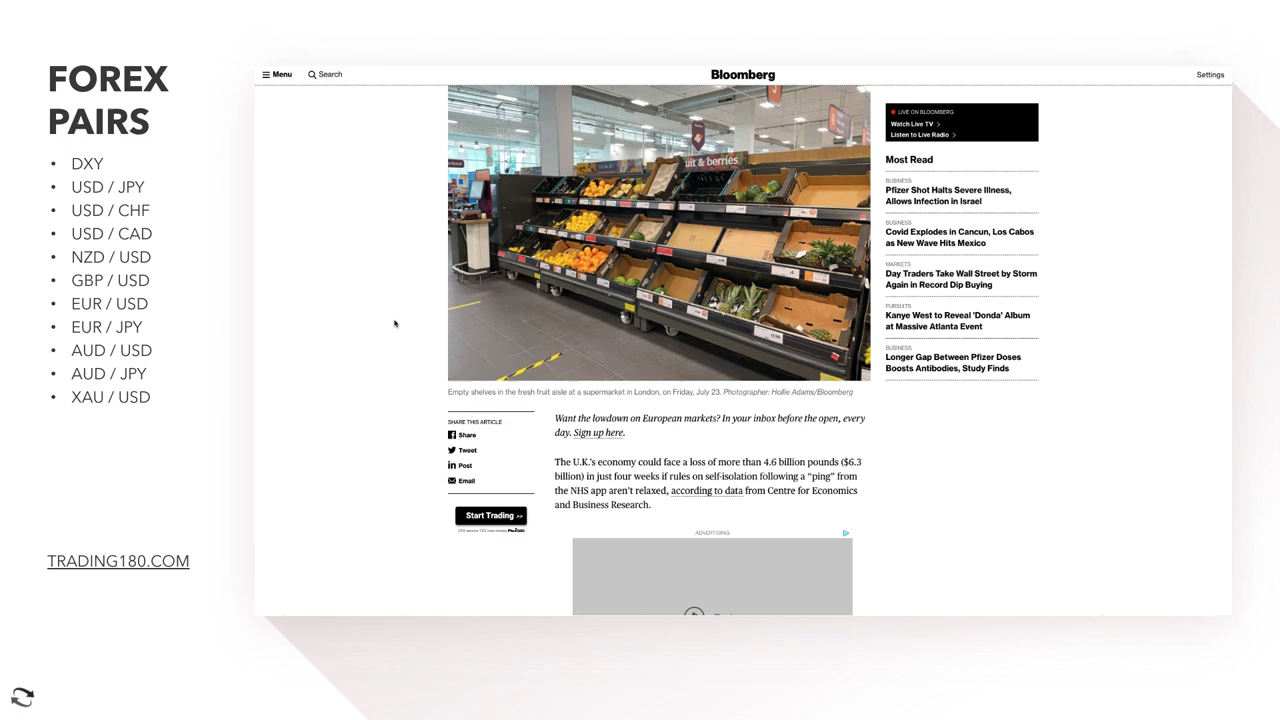 FOREX
PAIRS
• DXY
• USD / JPY
• USD / CHF
• USD / CAD
• NZD / USD
• GBP / USD
• EUR / USD
• EUR / JPY
• AUD / USD
• AUD / JPY
• XAU / USD
TRADING180.COM
Menu
Search
Bloomberg
Settings
uit & berries
Empty shelves in the fresh fruit aisle at a supermarket in London, on Friday, July 23. Photographer: Hollie Adams/Bloomberg
SHARE THIS ARTICLE
Share
Tweet
Post
Email
Start Trading >>
Want the lowdown on European markets? In your inbox before the open, every
day. Sign up here.
The U.K.'s economy could face a loss of more than 4.6 billion pounds ($6.3
billion) in just four weeks if rules on self-isolation following a “ping” from
the NHS app aren't relaxed, according to data from Centre for Economics
and Business Research.
ADVERTISING
LIVE ON BLOOMBERG
Watch Live TV >
Listen to Live Radio >
Most Read
BUSINESS
Pfizer Shot Halts Severe Illness,
Allows Infection in Israel
BUSINESS
Covid Explodes in Cancun, Los Cabos
as New Wave Hits Mexico
MARKETS
Day Traders Take Wall Street by Storm
Again in Record Dip Buying
PURSUITS
Kanye West to Reveal 'Donda' Album
at Massive Atlanta Event
BUSINESS
Longer Gap Between Pfizer Doses
Boosts Antibodies, Study Finds